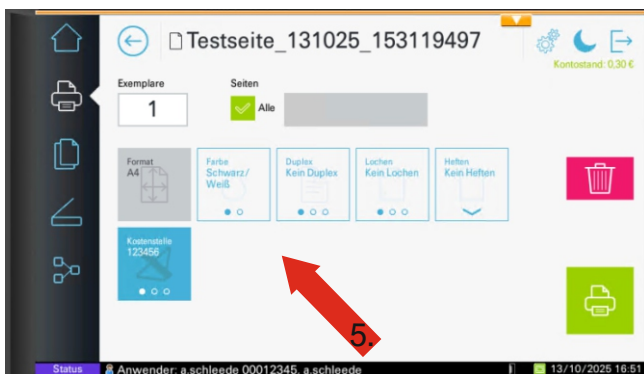 Testseite_131025_153119497
Kontostand: 0,30 €
Exemplare
Seiten
1
Alle
Format
A4
Farbe
Schwarz/
Weiß
Duplex
Kein Duplex
Lochen
Kein Lochen
Heften
Kein Heften
Kostenstelle
123456
5.
Status
Anwender: a.schleede 00012345, a.schleede
13/10/2025 16:51